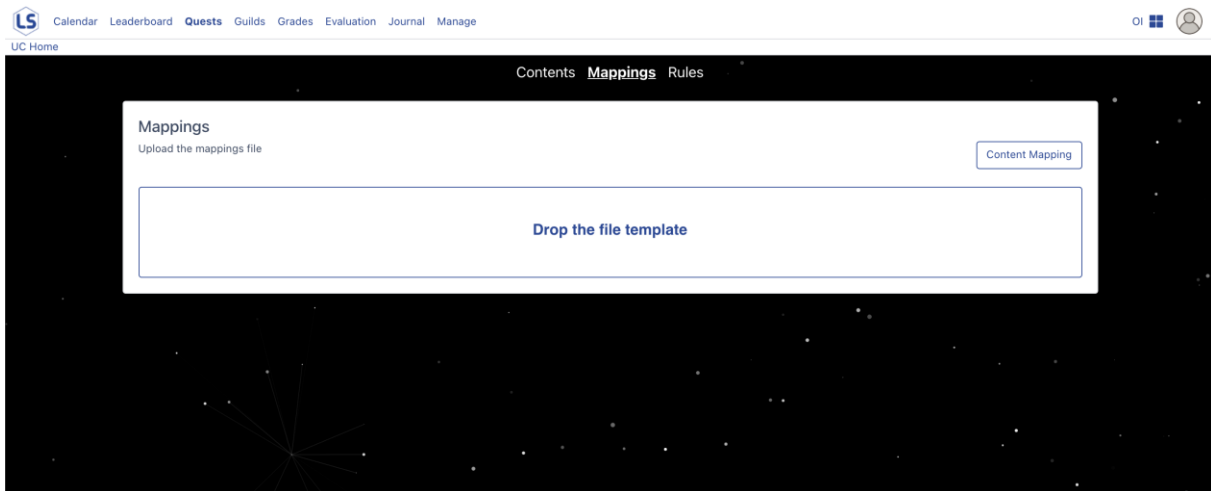 LS Calendar Leaderboard Quests Guilds Grades Evaluation Journal Manage OI
UC Home
Contents Mappings Rules
Mappings
Upload the mappings file
Content Mapping
Drop the file template